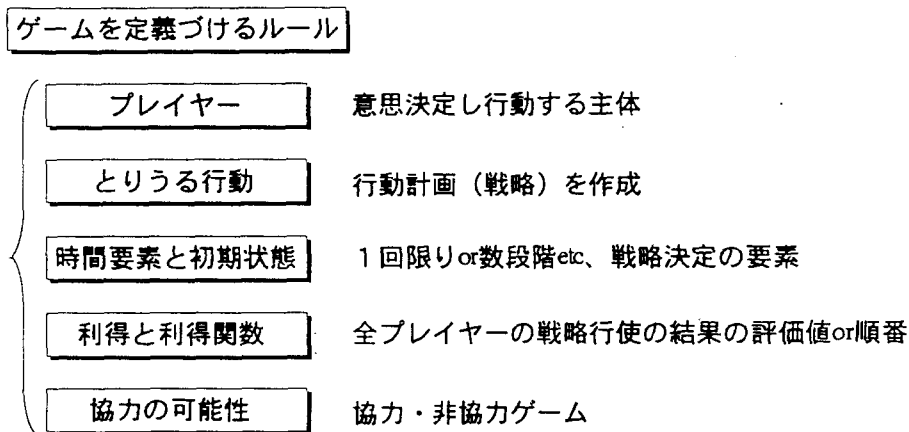 ゲームを定義づけるルール
プレイヤー 意思決定し行動する主体
とりうる行動 行動計画（戦略）を作成
時間要素と初期状態 1回限りor数段階etc、戦略決定の要素
利得と利得関数 全プレイヤーの戦略行使の結果の評価値or順番
協力の可能性 協力・非協力ゲーム